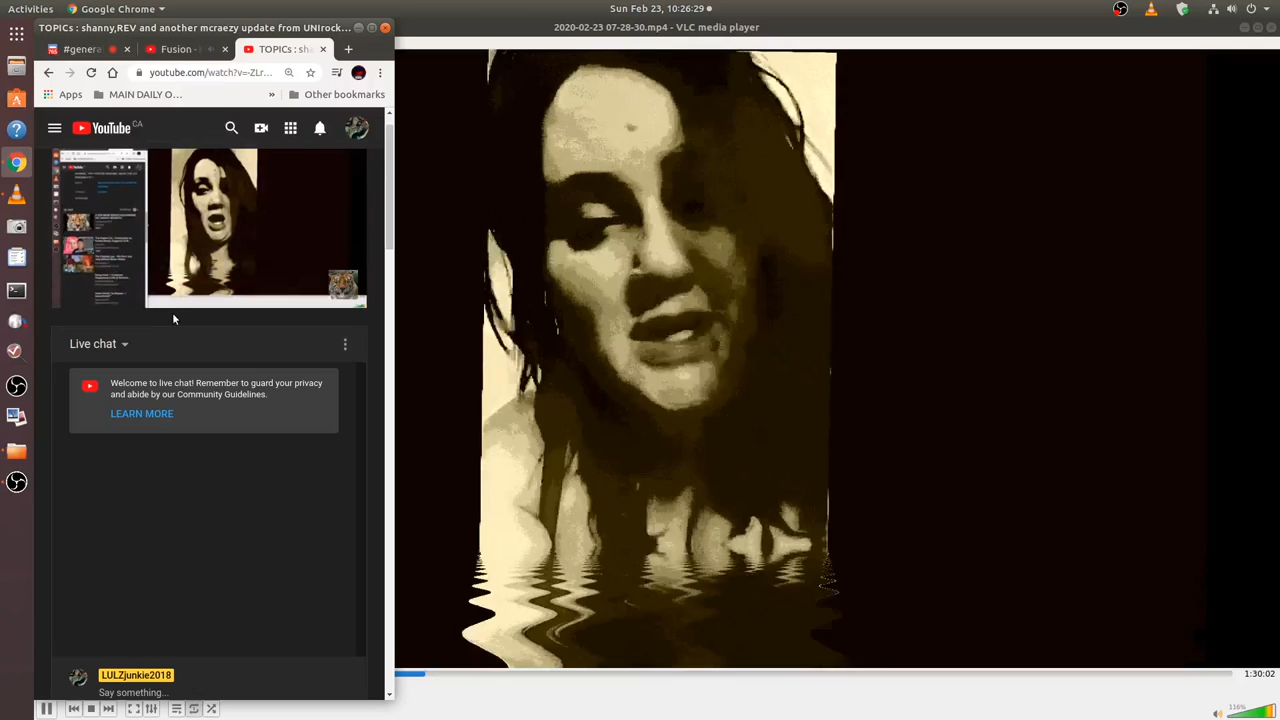 Activities
Google Chrome
Sun Feb 23, 10:26:29
TOPICs : shanny,REV and another mcraezy update from UNIrock...
2020-02-23 07-28-30.mp4 - VLC media player
#genera
Fusion -
TOPICs : she
youtube.com/watch?v=-ZLr...
Apps
MAIN DAILY O...
»
Other bookmarks
YouTube CA
Live chat
Welcome to live chat! Remember to guard your privacy
and abide by our Community Guidelines.
LEARN MORE
LULZjunkie2018
Say something...
1:30:02
116%